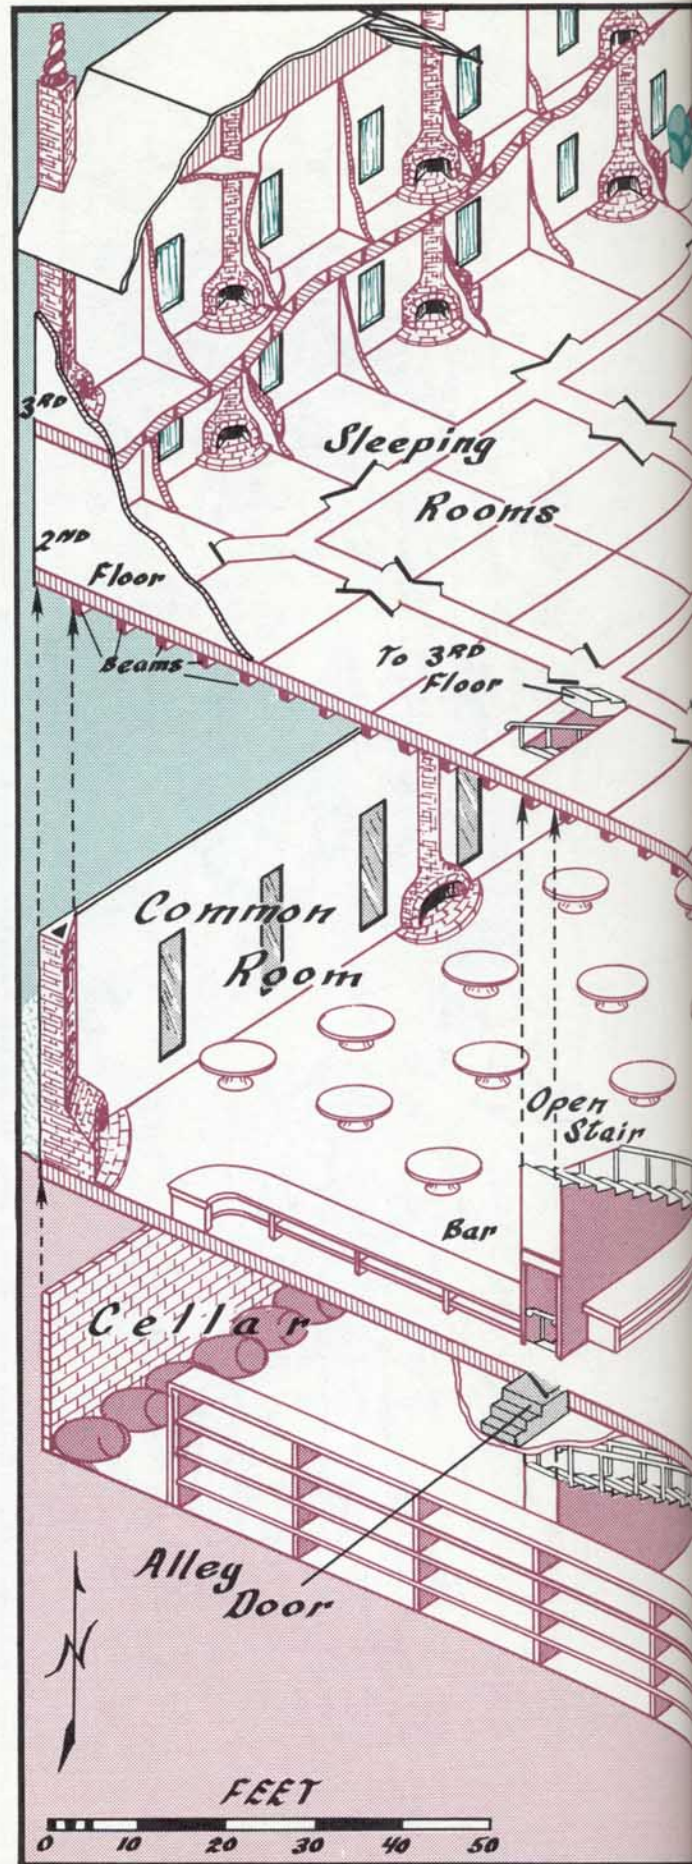 3RD
Sleeping
Rooms
2ND
Floor
Beams
To 3RD
Floor
Common
Room
Open
Stair
Bar
Cellar
Alley
Door
N
FEET
0 10 20 30 40 50